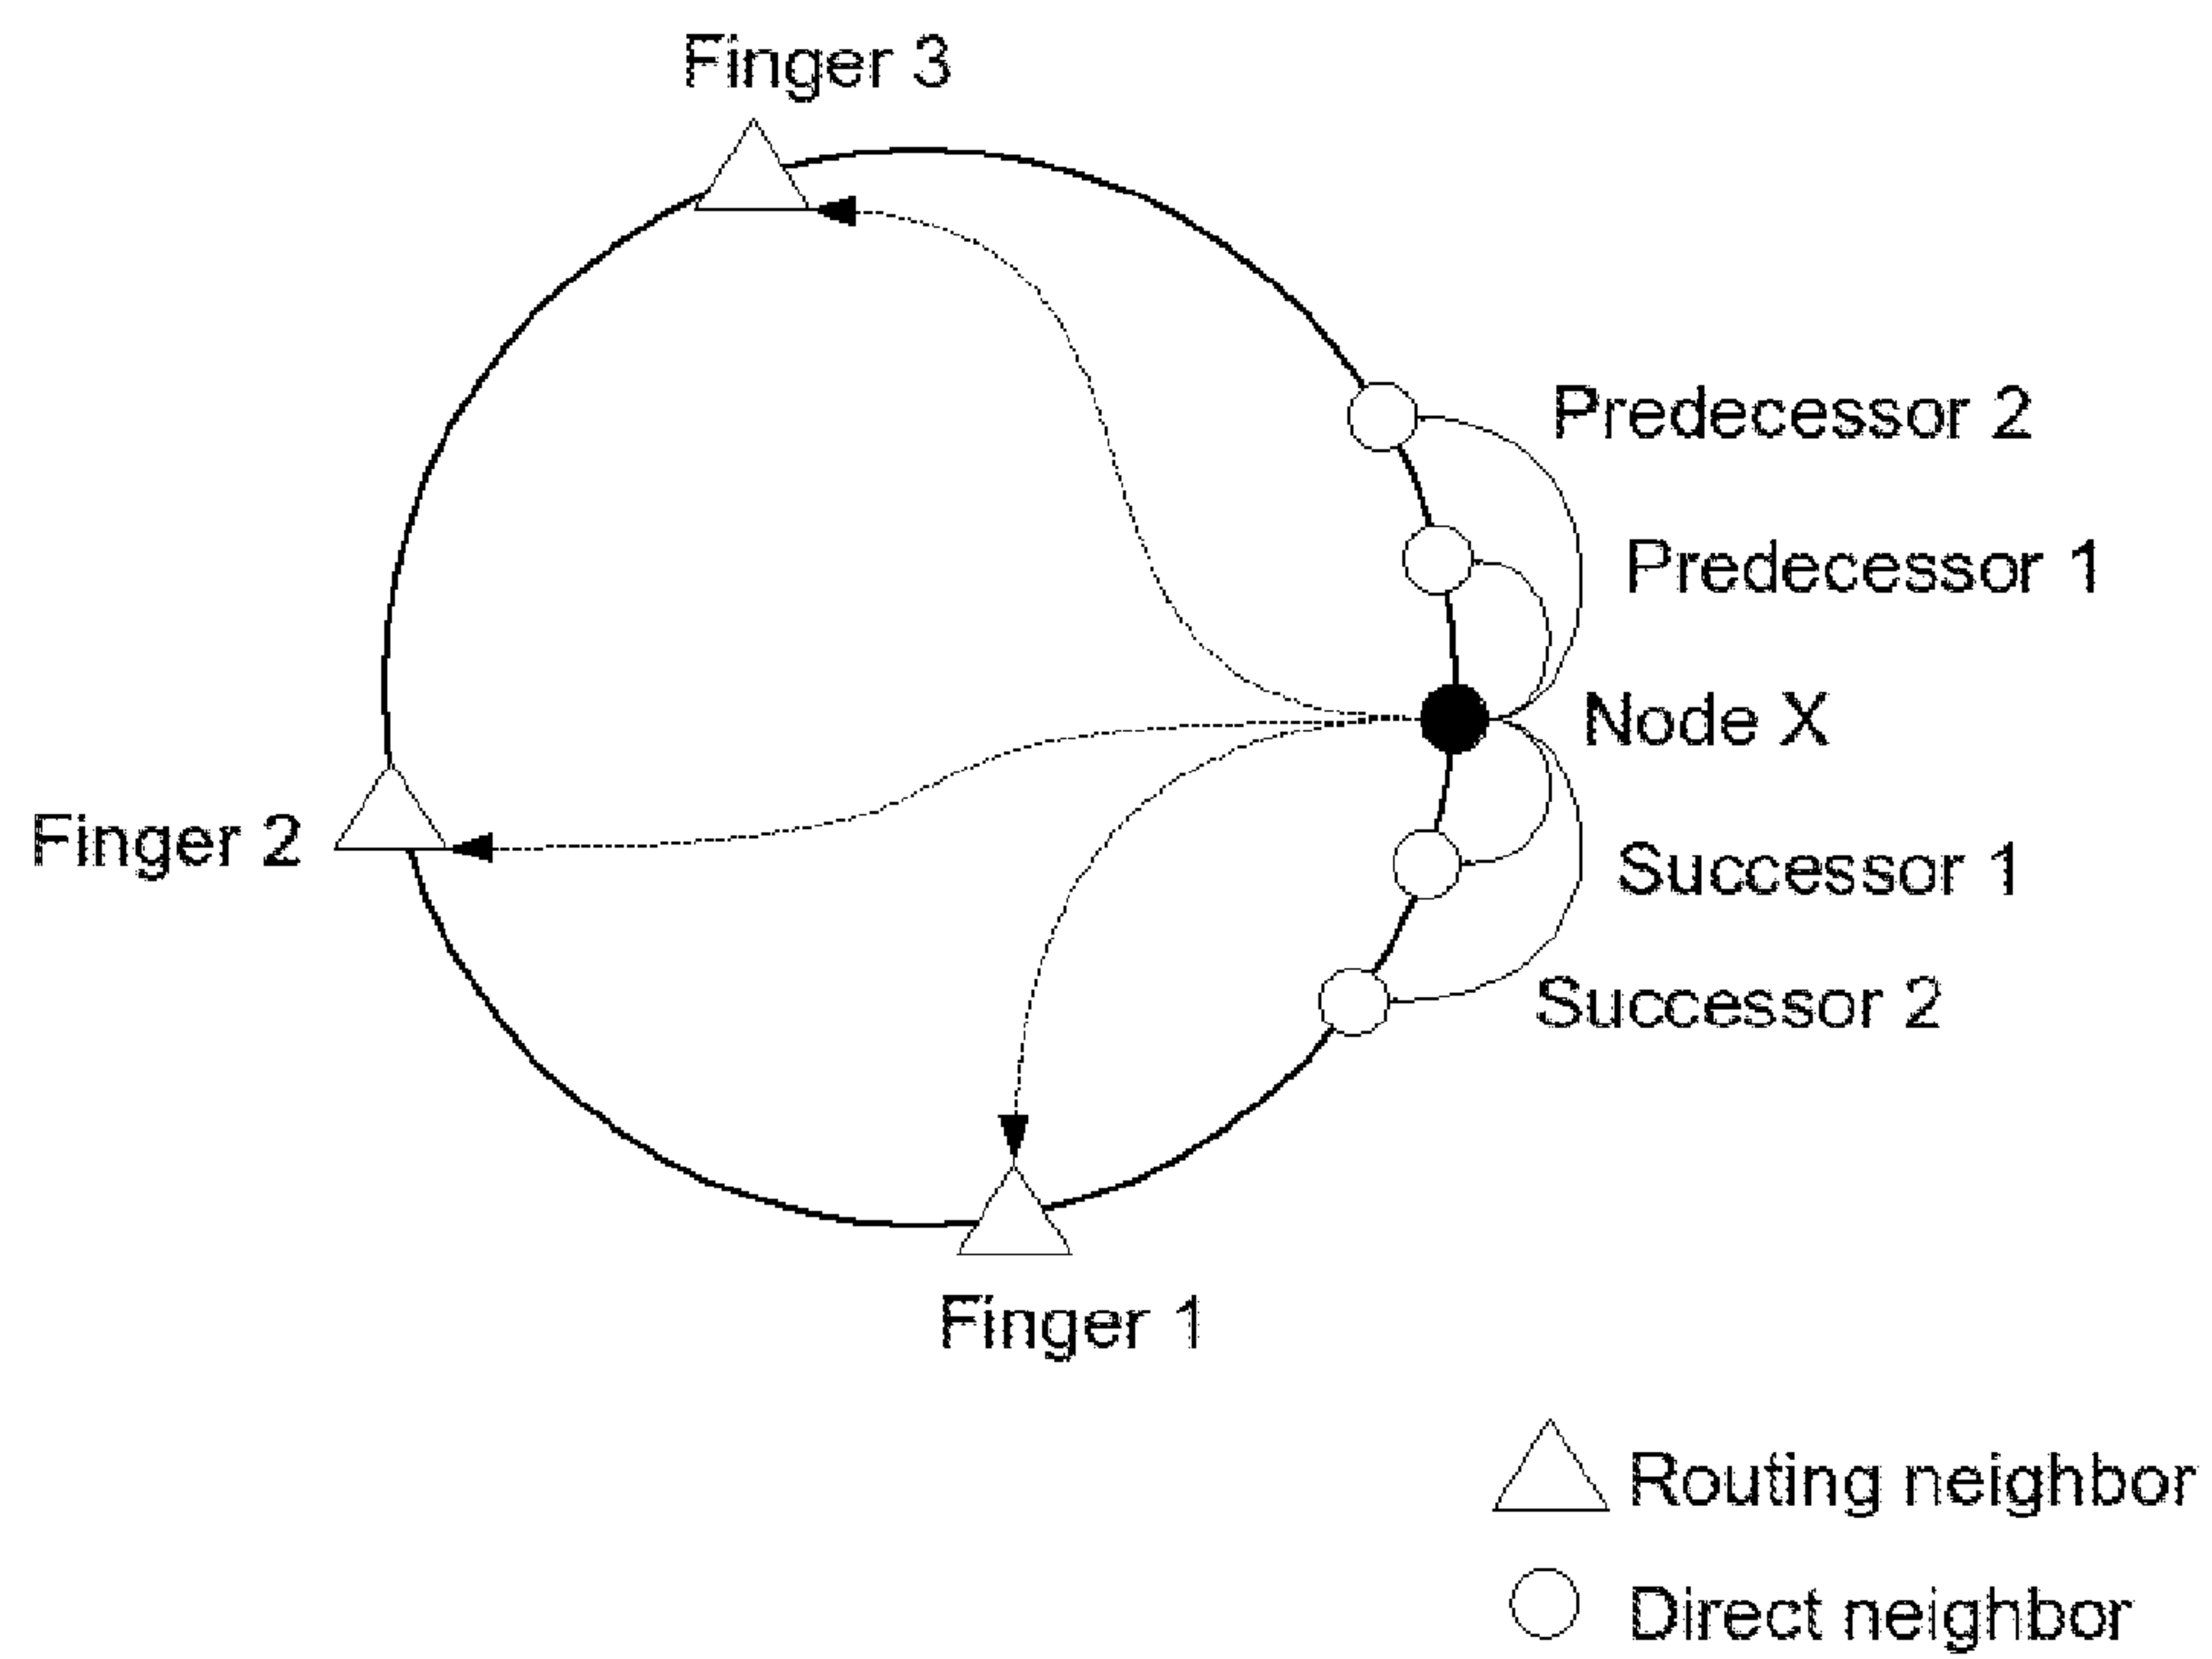 Finger 3
Predecessor 2
Predecessor 1
Node X
Finger 2
Successor 1
Successor 2
Finger 1
Routing neighbor
Direct neighbor